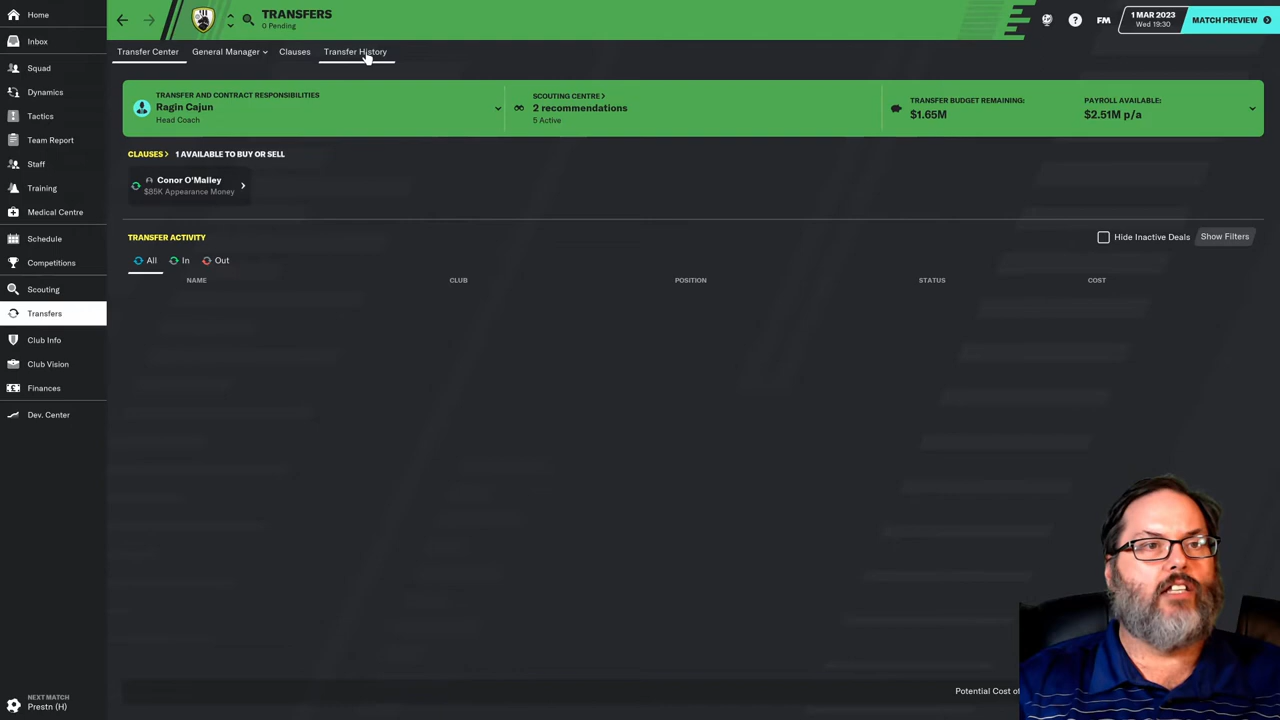 Home
TRANSFERS
0 Pending
FM
1 MAR 2023
Wed 19:30
MATCH PREVIEW
Inbox
Transfer Center
General Manager
Clauses
Transfer History
Squad
Dynamics
Tactics
Team Report
Staff
Training
Medical Centre
Schedule
Competitions
Scouting
Transfers
Club Info
Club Vision
Finances
Dev. Center
NEXT MATCH
Prestn (H)
TRANSFER AND CONTRACT RESPONSIBILITIES
Ragin Cajun
Head Coach
SCOUTING CENTRE >
2 recommendations
5 Active
TRANSFER BUDGET REMAINING:
$1.65M
PAYROLL AVAILABLE:
$2.51M p/a
CLAUSES > 1 AVAILABLE TO BUY OR SELL
Conor O'Malley
$85K Appearance Money
TRANSFER ACTIVITY
Hide Inactive Deals
Show Filters
All
In
Out
NAME
CLUB
POSITION
STATUS
COST
Potential Cost of